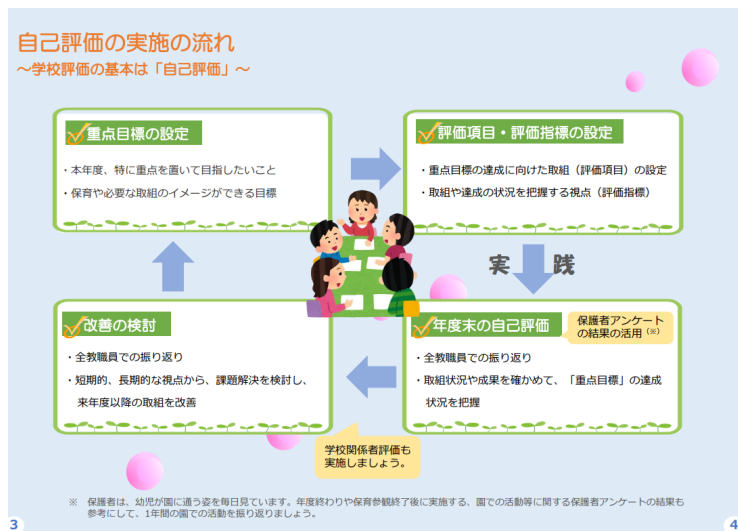 自己評価の実施の流れ
～学校評価の基本は「自己評価」～
重点目標の設定
・本年度、特に重点を置いて目指したいこと
・保育や必要な取組のイメージができる目標
評価項目・評価指標の設定
・重点目標の達成に向けた取組（評価項目）の設定
・取組や達成の状況を把握する視点（評価指標）
実 践
年度末の自己評価
保護者アンケート
の結果の活用（※）
・全教職員での振り返り
・取組状況や成果を確かめて、「重点目標」の達成
状況を把握
改善の検討
・全教職員での振り返り
・短期的、長期的な視点から、課題解決を検討し、
来年度以降の取組を改善
学校関係者評価も
実施しましょう。
※ 保護者は、幼児が園に通う姿を毎日見ています。年度終わりや保育参観終了後に実施する、園での活動等に関する保護者アンケートの結果も
参考にして、1年間の園での活動を振り返りましょう。
3
4